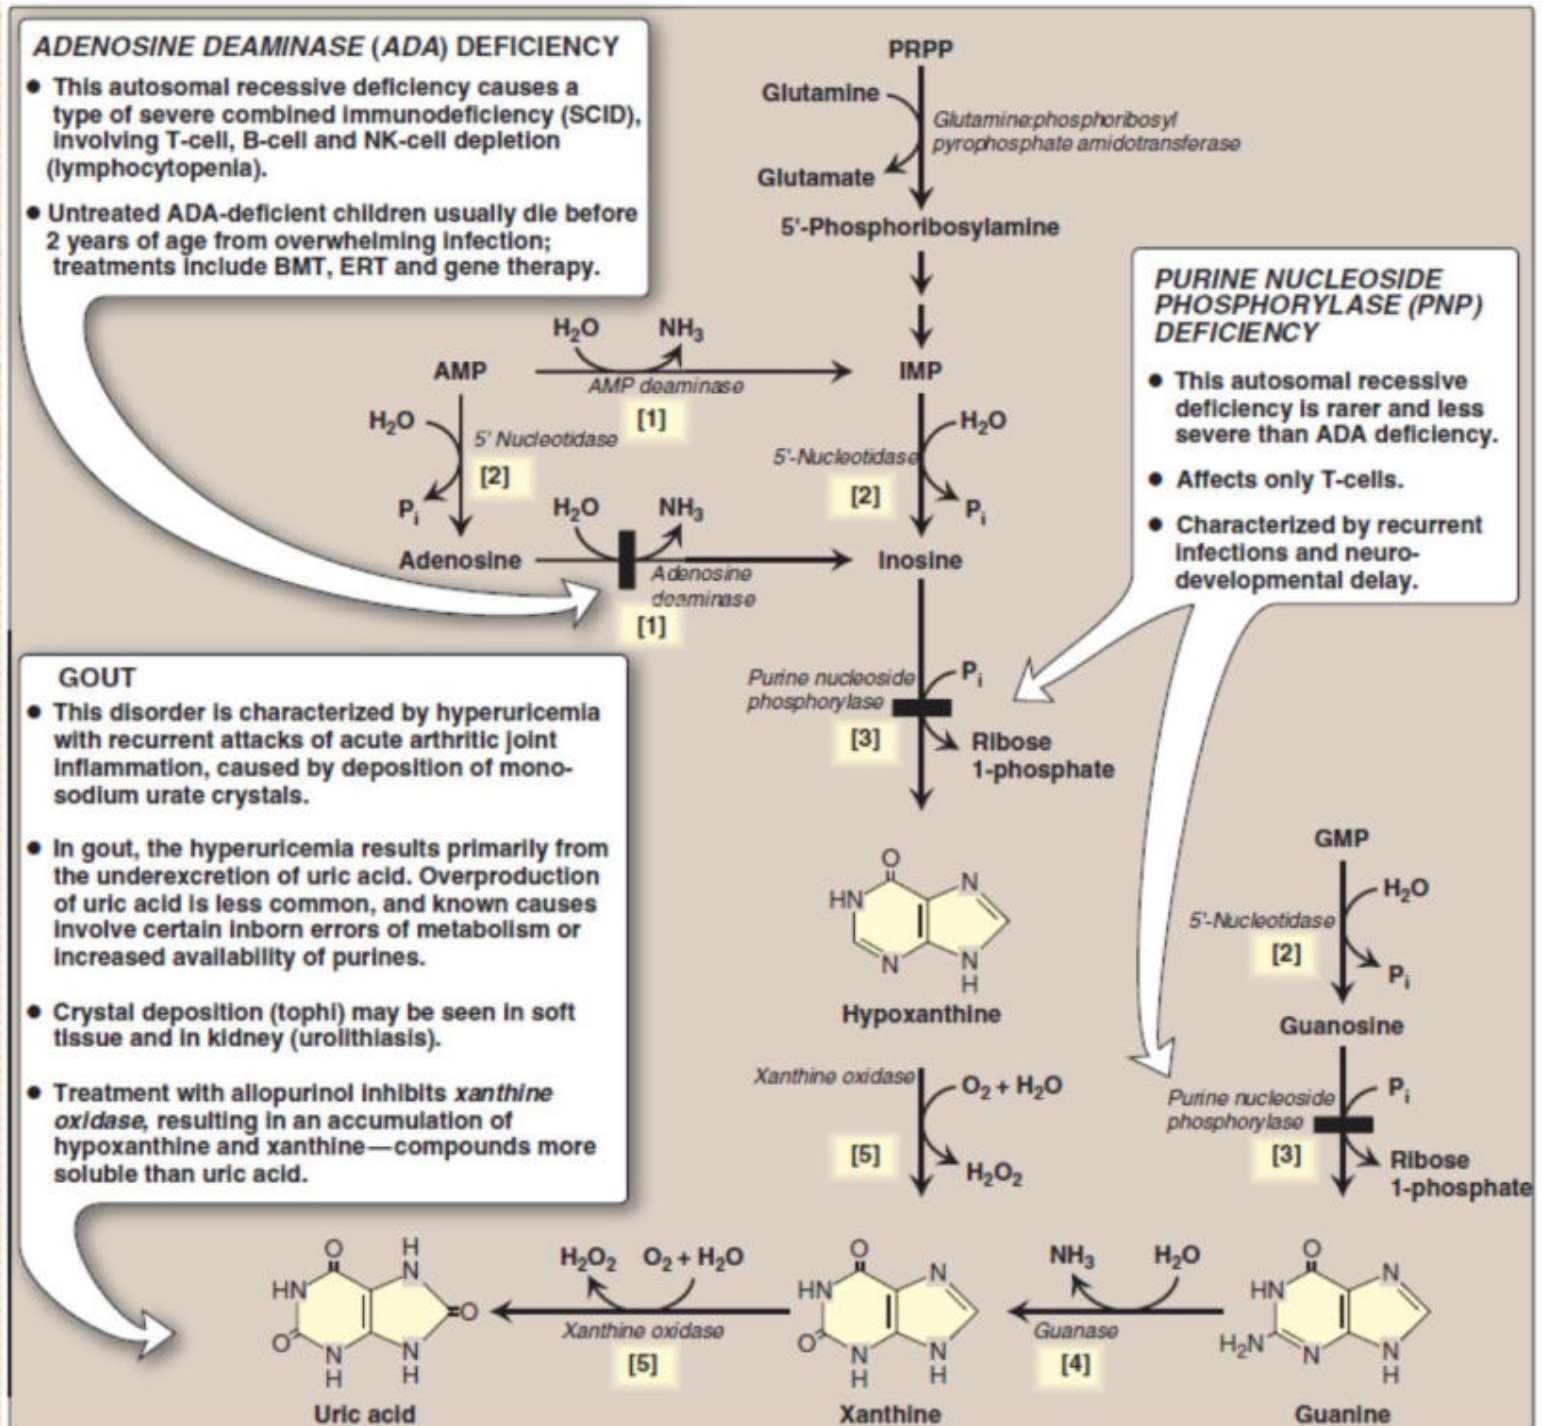 ADENOSINE DEAMINASE (ADA) DEFICIENCY
● This autosomal recessive deficiency causes a
type of severe combined immunodeficiency (SCID),
involving T-cell, B-cell and NK-cell depletion
(lymphocytopenia).
● Untreated ADA-deficient children usually die before
2 years of age from overwhelming infection;
treatments include BMT, ERT and gene therapy.
PRPP
Glutamine
Glutamine:phosphoribosyl
pyrophosphate amidotransferase
Glutamate
5'-Phosphoribosylamine
PURINE NUCLEOSIDE
PHOSPHORYLASE (PNP)
DEFICIENCY
● This autosomal recessive
deficiency is rarer and less
severe than ADA deficiency.
● Affects only T-cells.
● Characterized by recurrent
infections and neuro-
developmental delay.
H₂O NH₃
AMP
AMP deaminase
[1]
IMP
H₂O
5' Nucleotidase
[2]
Pᵢ
H₂O
5'-Nucleotidase
[2]
Pᵢ
H₂O NH₃
Adenosine
Adenosine
deaminase
[1]
Inosine
Purine nucleoside
phosphorylase
[3]
Pᵢ
Ribose
1-phosphate
GOUT
● This disorder is characterized by hyperuricemia
with recurrent attacks of acute arthritic joint
inflammation, caused by deposition of mono-
sodium urate crystals.
● In gout, the hyperuricemia results primarily from
the underexcretion of uric acid. Overproduction
of uric acid is less common, and known causes
involve certain inborn errors of metabolism or
increased availability of purines.
● Crystal deposition (tophi) may be seen in soft
tissue and in kidney (urolithiasis).
● Treatment with allopurinol inhibits xanthine
oxidase, resulting in an accumulation of
hypoxanthine and xanthine—compounds more
soluble than uric acid.
O
HN
N
N
N
H
Hypoxanthine
GMP
H₂O
5'-Nucleotidase
[2]
Pᵢ
Guanosine
Xanthine oxidase
O₂ + H₂O
[5]
H₂O₂
Purine nucleoside
phosphorylase
[3]
Pᵢ
Ribose
1-phosphate
O
H
N
HN
O
O
N
H
N
H
Uric acid
H₂O₂ O₂ + H₂O
Xanthine oxidase
[5]
O
N
HN
O
N
H
N
H
Xanthine
NH₃ H₂O
Guanase
[4]
O
N
HN
H₂N
N
N
H
Guanine